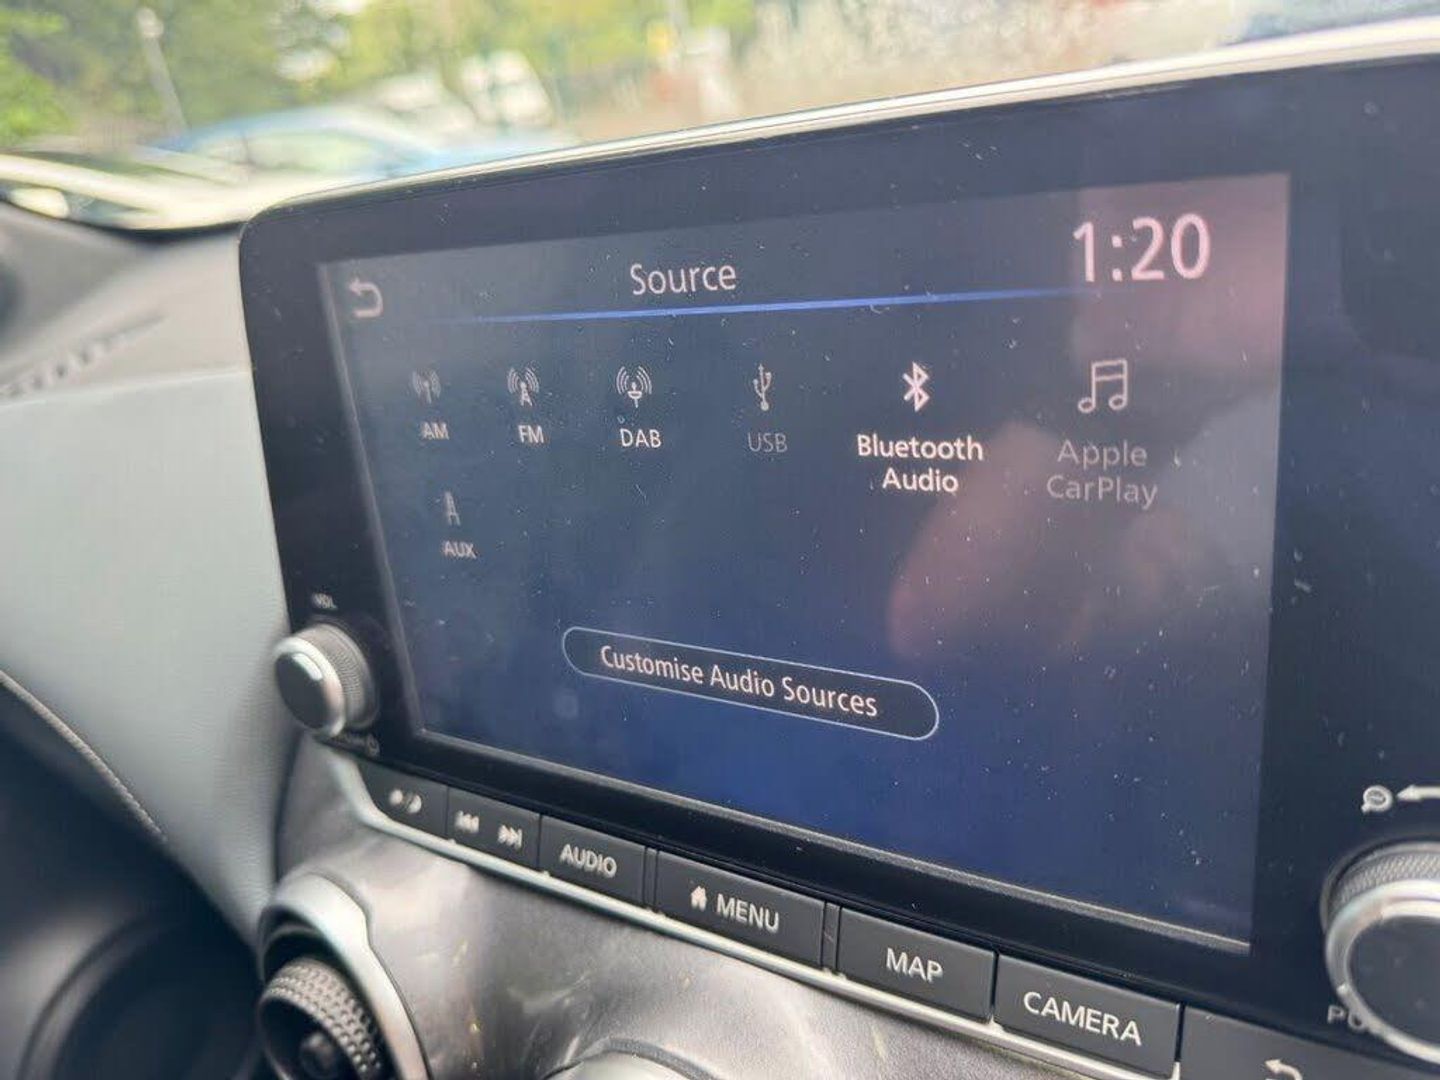 Source
1:20
AM
FM
DAB
USB
Bluetooth
Audio
Apple
CarPlay
AUX
Customise Audio Sources
VOL
AUDIO
MENU
MAP
CAMERA